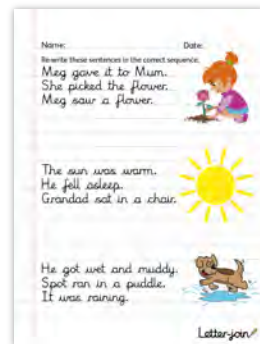 Name: Date:
Re-write these sentences in the correct sequence.
Meg gave it to Mum.
She picked the flower.
Meg saw a flower.
The sun was warm.
He fell asleep.
Grandad sat in a chair.
He got wet and muddy.
Spot ran in a puddle.
It was raining.
Letter-join